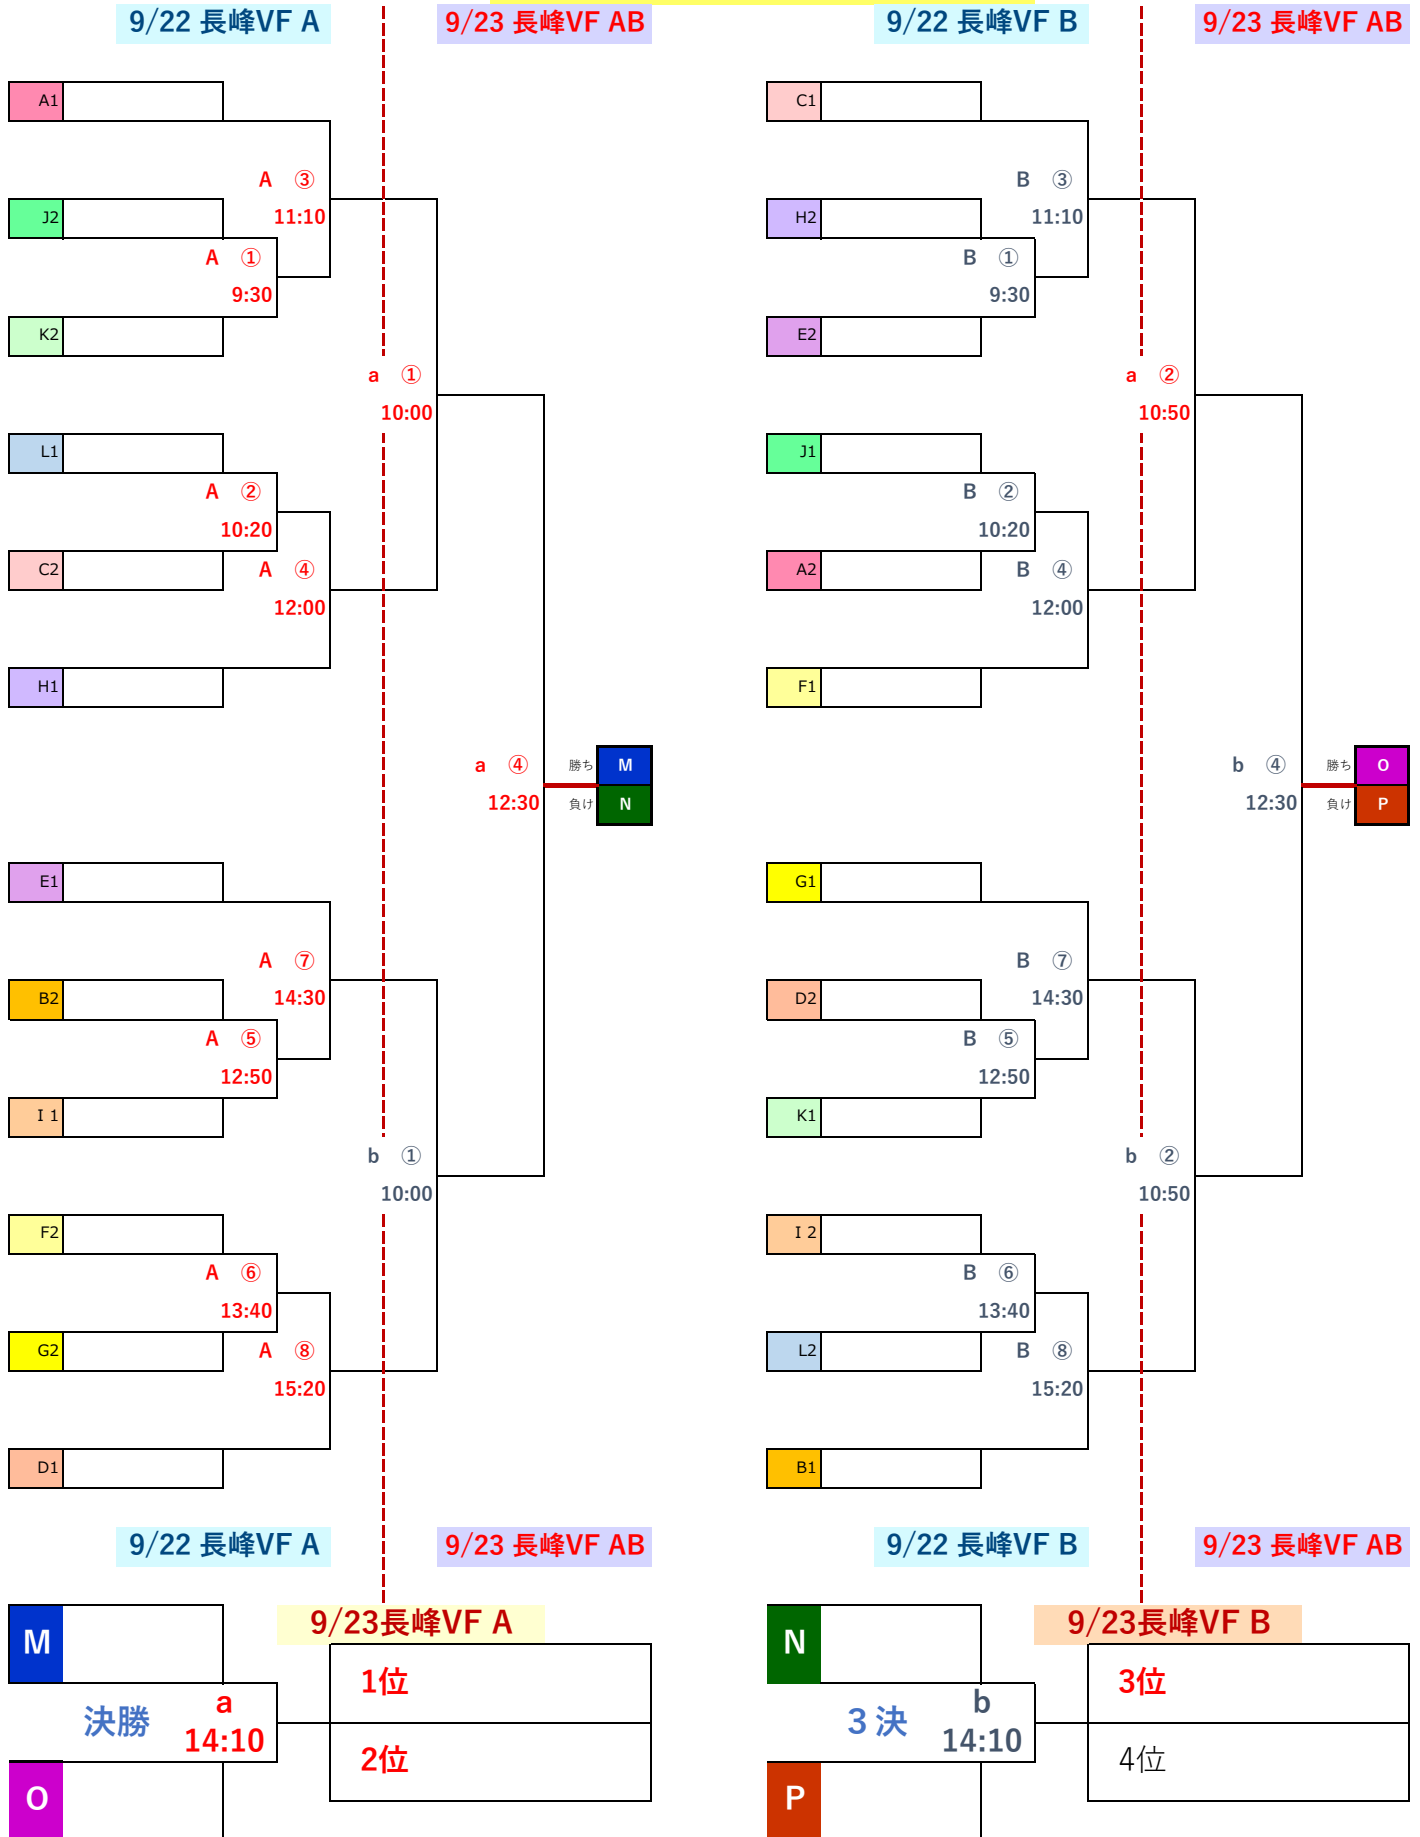 9/22 長峰VF A
9/23 長峰VF AB
9/22 長峰VF B
9/23 長峰VF AB
A1
A ③
11:10
J2
A ①
9:30
K2
a ①
10:00
L1
A ②
10:20
C2
A ④
12:00
H1
a ④
12:30
勝ち M
負け N
E1
A ⑦
14:30
B2
A ⑤
12:50
I 1
b ①
10:00
F2
A ⑥
13:40
G2
A ⑧
15:20
D1
C1
B ③
11:10
H2
B ①
9:30
E2
a ②
10:50
J1
B ②
10:20
A2
B ④
12:00
F1
b ④
12:30
勝ち O
負け P
G1
B ⑦
14:30
D2
B ⑤
12:50
K1
b ②
10:50
I 2
B ⑥
13:40
L2
B ⑧
15:20
B1
9/22 長峰VF A
9/23 長峰VF AB
9/22 長峰VF B
9/23 長峰VF AB
9/23長峰VF A
M
1位
決勝
a
14:10
2位
O
9/23長峰VF B
N
3位
３決
b
14:10
4位
P